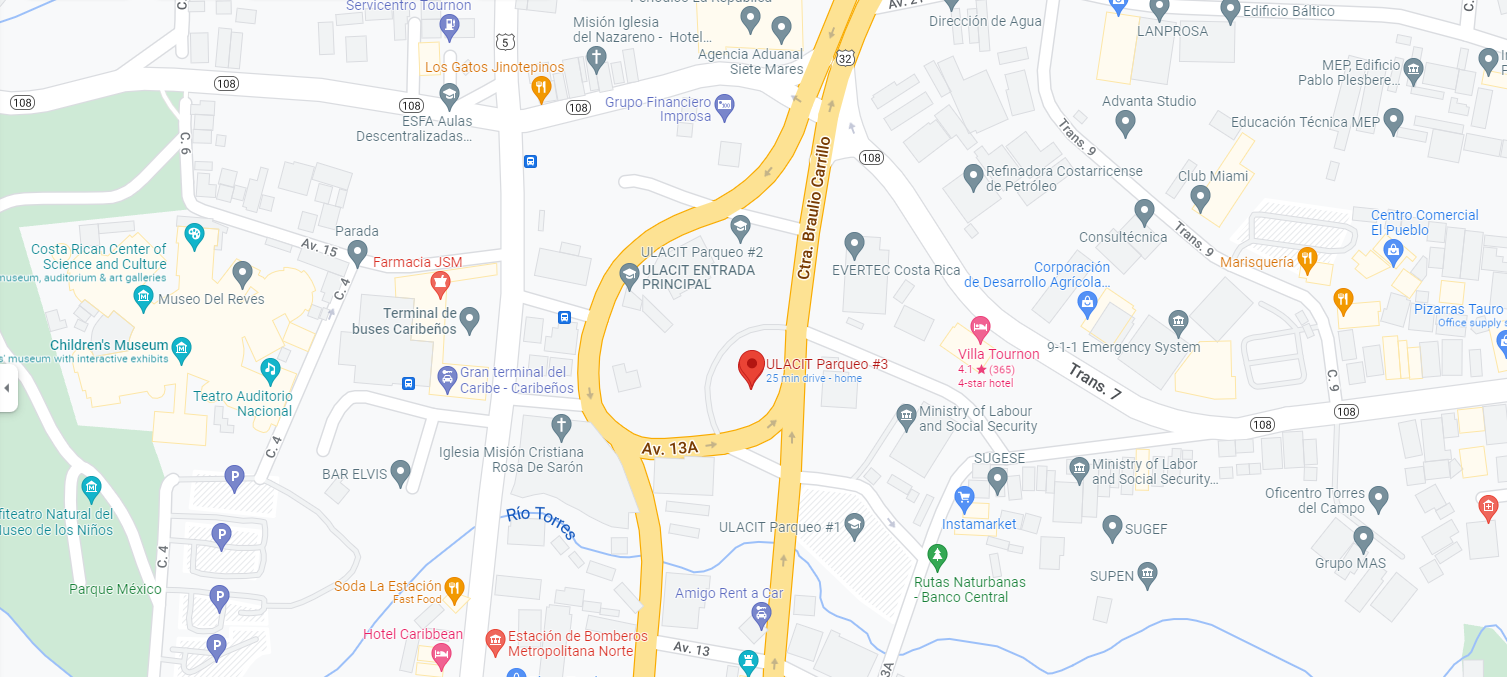 Servicentro Tournon
Misión Iglesia
del Nazareno - Hotel...
Agencia Aduanal
Siete Mares
Av. 21
Dirección de Agua
Edificio Báltico
LANPROSA
C.
C.
5
32
Los Gatos Jinotepinos
MEP, Edificio
Pablo Plesbere...
108
108
108
108
ESFA Aulas
Descentralizadas...
Grupo Financiero
Improsa
Advanta Studio
Educación Técnica MEP
Trans. 9
C. 6
108
Refinadora Costarricense
de Petróleo
Club Miami
Ctra. Braulio Carrillo
Consultécnica
Trans. 9
Centro Comercial
El Pueblo
Marisquería
Costa Rican Center of
Science and Culture
museum, auditorium & art galleries
Parada
Av. 15
Farmacia JSM
C. 4
Museo Del Reves
ULACIT Parqueo #2
ULACIT ENTRADA
PRINCIPAL
EVERTEC Costa Rica
Corporación
de Desarrollo Agrícola...
Terminal de
buses Caribeños
Pizarras Tauro
Office supply s
Children's Museum
s' museum with interactive exhibits
9-1-1 Emergency System
Villa Tournon
4.1 ★ (365)
4-star hotel
ULACIT Parqueo #3
25 min drive - home
Gran terminal del
Caribe - Caribeños
Teatro Auditorio
Nacional
Trans. 7
C. 9
108
108
Ministry of Labour
and Social Security
C. 4
Av. 13A
Iglesia Misión Cristiana
Rosa De Sarón
BAR ELVIS
SUGESE
Ministry of Labor
and Social Security...
P
Oficentro Torres
del Campo
fiteatro Natural del
Museo de los Niños
Río Torres
ULACIT Parqueo #1
Instamarket
SUGEF
P
C. 4
Grupo MAS
Parque México
Soda La Estación
Fast Food
Amigo Rent a Car
Rutas Naturbanas
- Banco Central
SUPEN
P
Hotel Caribbean
Estación de Bomberos
Metropolitana Norte
Av. 13
P
3A